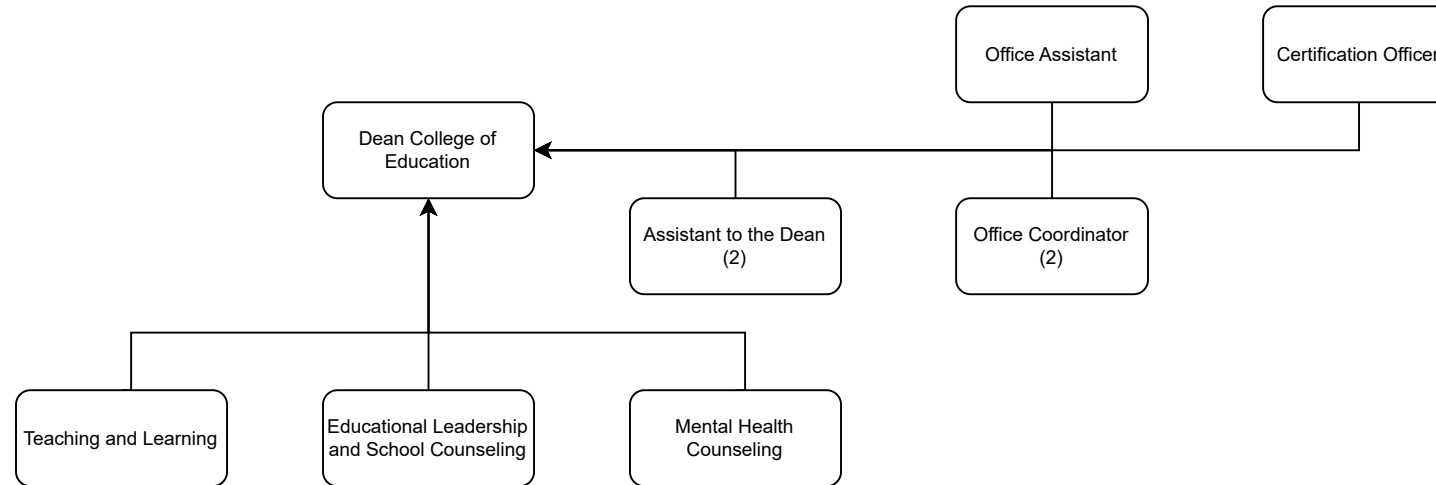 Office Assistant
Certification Officer
Dean College of
Education
Assistant to the Dean
(2)
Office Coordinator
(2)
Teaching and Learning
Educational Leadership
and School Counseling
Mental Health
Counseling